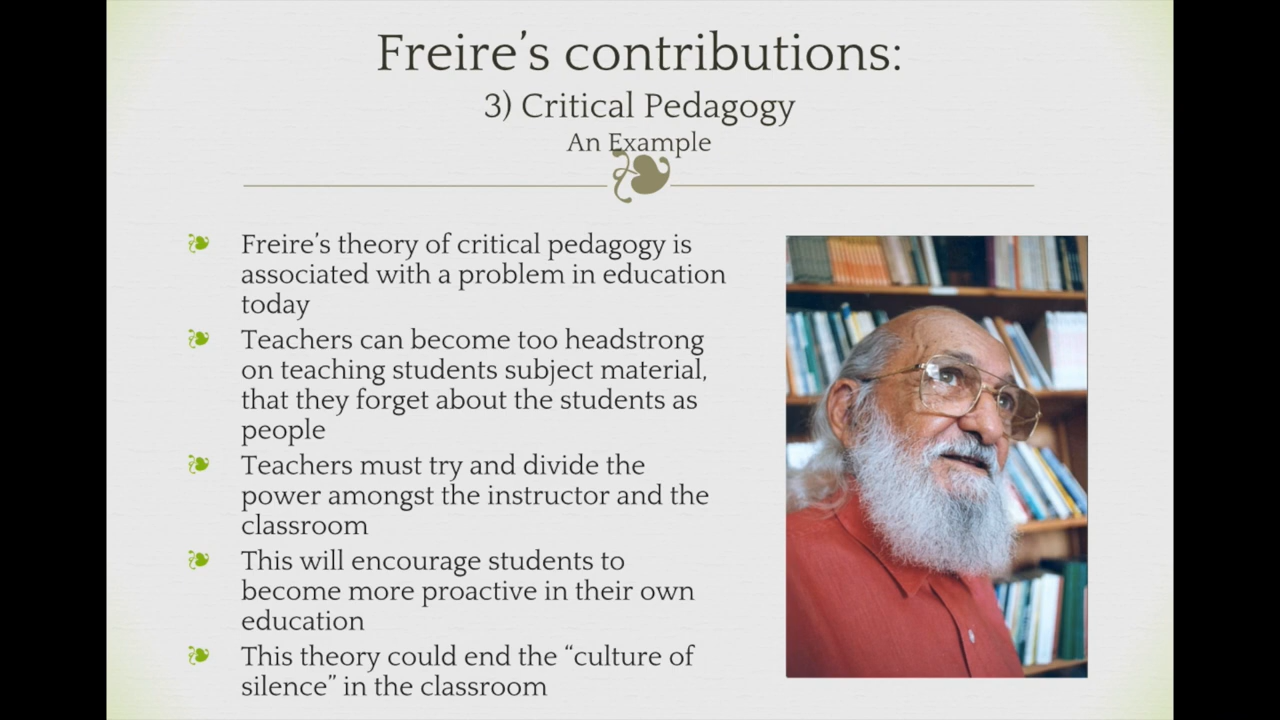 Freire’s contributions:
3) Critical Pedagogy
An Example
Freire’s theory of critical pedagogy is
associated with a problem in education
today
Teachers can become too headstrong
on teaching students subject material,
that they forget about the students as
people
Teachers must try and divide the
power amongst the instructor and the
classroom
This will encourage students to
become more proactive in their own
education
This theory could end the “culture of
silence” in the classroom